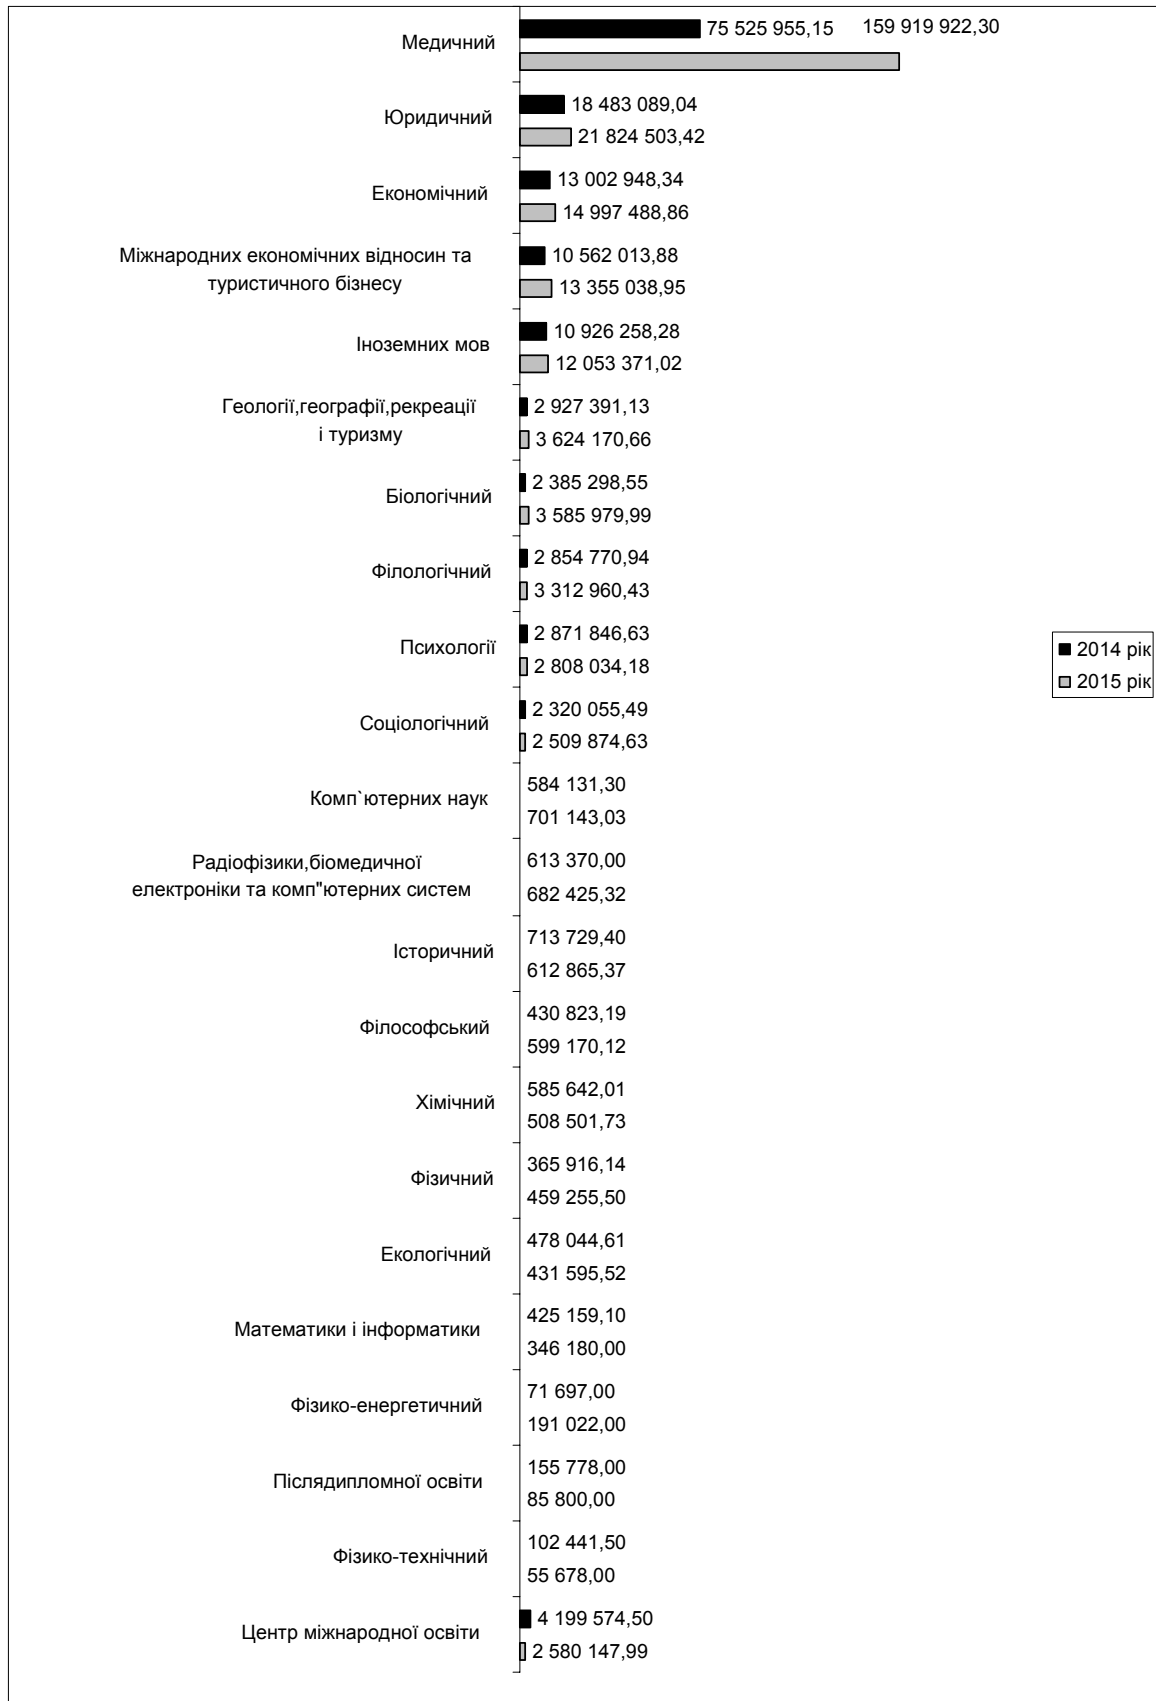 75 525 955,15 159 919 922,30
Медичний
18 483 089,04
Юридичний
21 824 503,42
13 002 948,34
Економічний
14 997 488,86
Міжнародних економічних відносин та
туристичного бізнесу
10 562 013,88
13 355 038,95
10 926 258,28
Іноземних мов
12 053 371,02
Геології,географії,рекреації
і туризму
2 927 391,13
3 624 170,66
2 385 298,55
Біологічний
3 585 979,99
2 854 770,94
Філологічний
3 312 960,43
2 871 846,63
Психології
2 808 034,18
2014 рік
2015 рік
2 320 055,49
Соціологічний
2 509 874,63
584 131,30
Комп`ютерних наук
701 143,03
Радіофізики,біомедичної
електроніки та комп"ютерних систем
613 370,00
682 425,32
713 729,40
Історичний
612 865,37
430 823,19
Філософський
599 170,12
585 642,01
Хімічний
508 501,73
365 916,14
Фізичний
459 255,50
478 044,61
Екологічний
431 595,52
425 159,10
Математики і інформатики
346 180,00
71 697,00
Фізико-енергетичний
191 022,00
155 778,00
Післядипломної освіти
85 800,00
102 441,50
Фізико-технічний
55 678,00
4 199 574,50
Центр міжнародної освіти
2 580 147,99